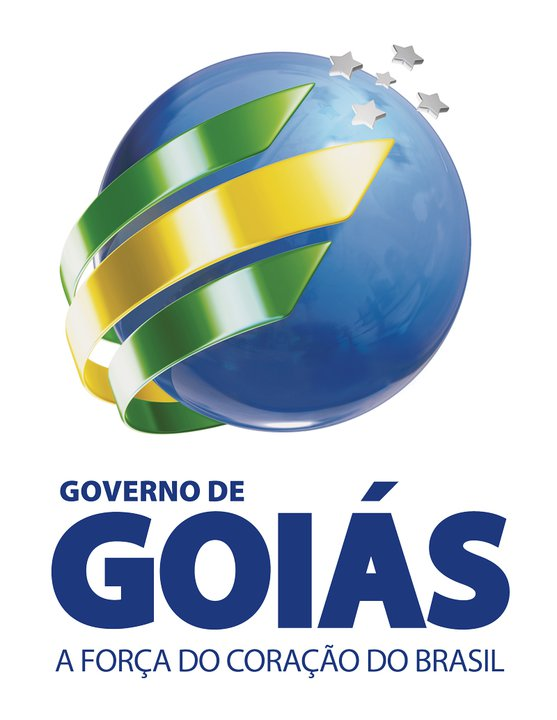 GOVERNO DE
GOIÁS
A FORÇA DO CORAÇÃO DO BRASIL